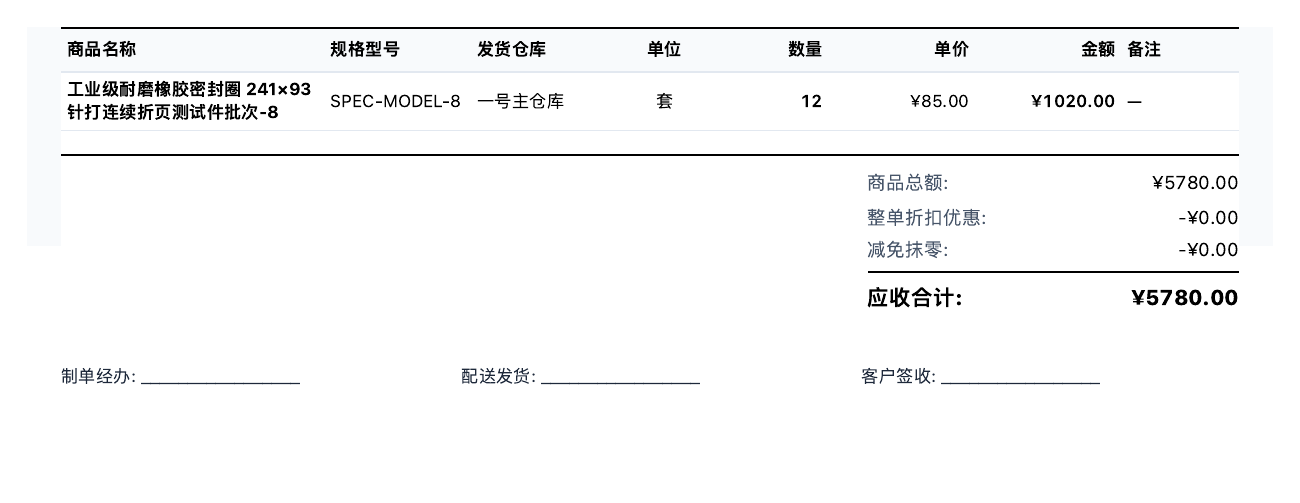 商品名称 规格型号 发货仓库 单位 数量 单价 金额 备注
工业级耐磨橡胶密封圈 241×93
针打连续折页测试件批次-8
SPEC-MODEL-8 一号主仓库 套 12 ¥85.00 ¥1020.00 —
商品总额: ¥5780.00
整单折扣优惠: -¥0.00
减免抹零: -¥0.00
应收合计: ¥5780.00
制单经办: __________________ 配送发货: __________________ 客户签收: __________________